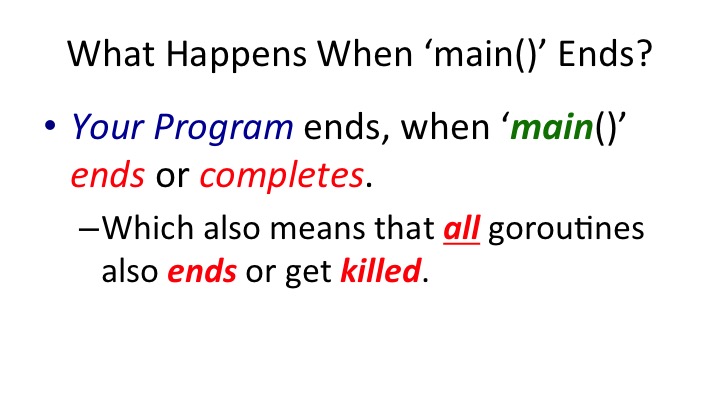 What Happens When ‘main()’ Ends?
• Your Program ends, when ‘main()’
ends or completes.
–Which also means that all goroutines
also ends or get killed.